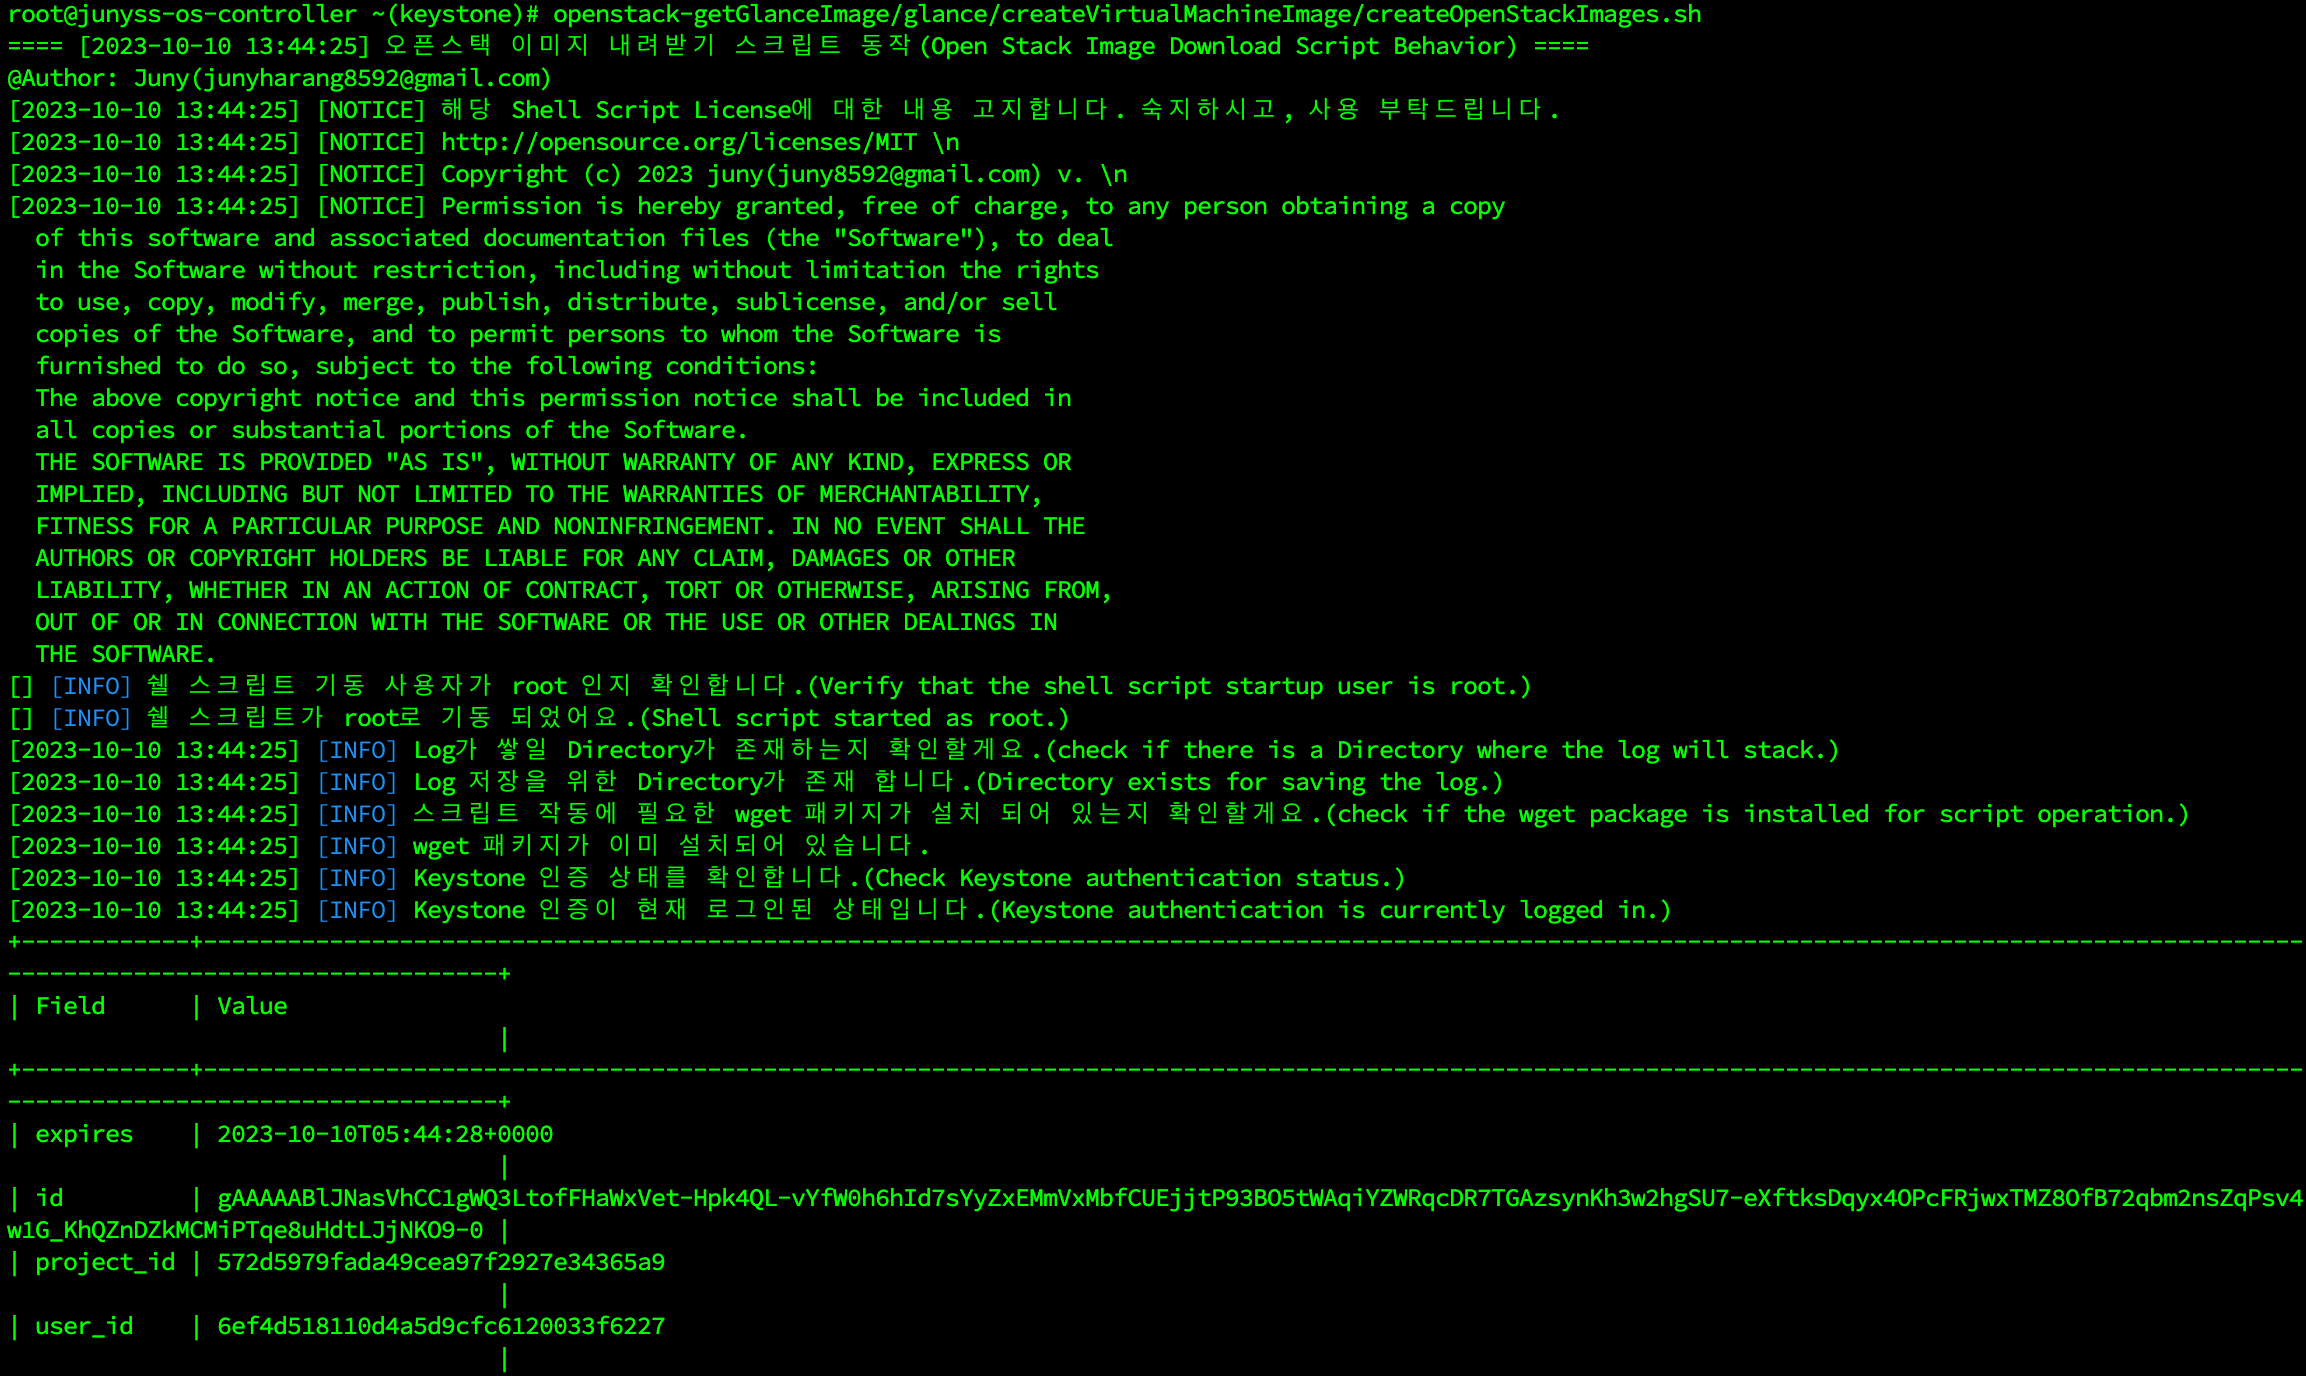 root@junyss-os-controller ~(keystone)# openstack-getGlanceImage/glance/createVirtualMachineImage/createOpenStackImages.sh
==== [2023-10-10 13:44:25] 오픈스택 이미지 내려받기 스크립트 동작(Open Stack Image Download Script Behavior) ====
@Author: Juny(junyharang8592@gmail.com)
[2023-10-10 13:44:25] [NOTICE] 해당 Shell Script License에 대한 내용 고지합니다. 숙지하시고, 사용 부탁드립니다.
[2023-10-10 13:44:25] [NOTICE] http://opensource.org/licenses/MIT \n
[2023-10-10 13:44:25] [NOTICE] Copyright (c) 2023 juny(juny8592@gmail.com) v. \n
[2023-10-10 13:44:25] [NOTICE] Permission is hereby granted, free of charge, to any person obtaining a copy
of this software and associated documentation files (the "Software"), to deal
in the Software without restriction, including without limitation the rights
to use, copy, modify, merge, publish, distribute, sublicense, and/or sell
copies of the Software, and to permit persons to whom the Software is
furnished to do so, subject to the following conditions:
The above copyright notice and this permission notice shall be included in
all copies or substantial portions of the Software.
THE SOFTWARE IS PROVIDED "AS IS", WITHOUT WARRANTY OF ANY KIND, EXPRESS OR
IMPLIED, INCLUDING BUT NOT LIMITED TO THE WARRANTIES OF MERCHANTABILITY,
FITNESS FOR A PARTICULAR PURPOSE AND NONINFRINGEMENT. IN NO EVENT SHALL THE
AUTHORS OR COPYRIGHT HOLDERS BE LIABLE FOR ANY CLAIM, DAMAGES OR OTHER
LIABILITY, WHETHER IN AN ACTION OF CONTRACT, TORT OR OTHERWISE, ARISING FROM,
OUT OF OR IN CONNECTION WITH THE SOFTWARE OR THE USE OR OTHER DEALINGS IN
THE SOFTWARE.
[] [INFO] 쉘 스크립트 기동 사용자가 root 인지 확인합니다.(Verify that the shell script startup user is root.)
[] [INFO] 쉘 스크립트가 root로 기동 되었어요.(Shell script started as root.)
[2023-10-10 13:44:25] [INFO] Log가 쌓일 Directory가 존재하는지 확인할게요.(check if there is a Directory where the log will stack.)
[2023-10-10 13:44:25] [INFO] Log 저장을 위한 Directory가 존재 합니다.(Directory exists for saving the log.)
[2023-10-10 13:44:25] [INFO] 스크립트 작동에 필요한 wget 패키지가 설치 되어 있는지 확인할게요.(check if the wget package is installed for script operation.)
[2023-10-10 13:44:25] [INFO] wget 패키지가 이미 설치되어 있습니다.
[2023-10-10 13:44:25] [INFO] Keystone 인증 상태를 확인합니다.(Check Keystone authentication status.)
[2023-10-10 13:44:25] [INFO] Keystone 인증이 현재 로그인된 상태입니다.(Keystone authentication is currently logged in.)
| Field | Value
|
| expires | 2023-10-10T05:44:28+0000
|
| id | gAAAAABlJNasVhCC1gWQ3LtofFHaWxVet-Hpk4QL-vYfW0h6hId7sYyZxEMmVxMbfCUEjjtP93BO5tWAqiYZWRqcDR7TGAzsynKh3w2hgSU7-eXftksDqyx4OPcFRjwxTMZ8OfB72qbm2nsZqPsv4
w1G_KhQZnDZkMCMiPTqe8uHdtLJjNKO9-0 |
| project_id | 572d5979fada49cea97f2927e34365a9
|
| user_id | 6ef4d518110d4a5d9cfc6120033f6227
|